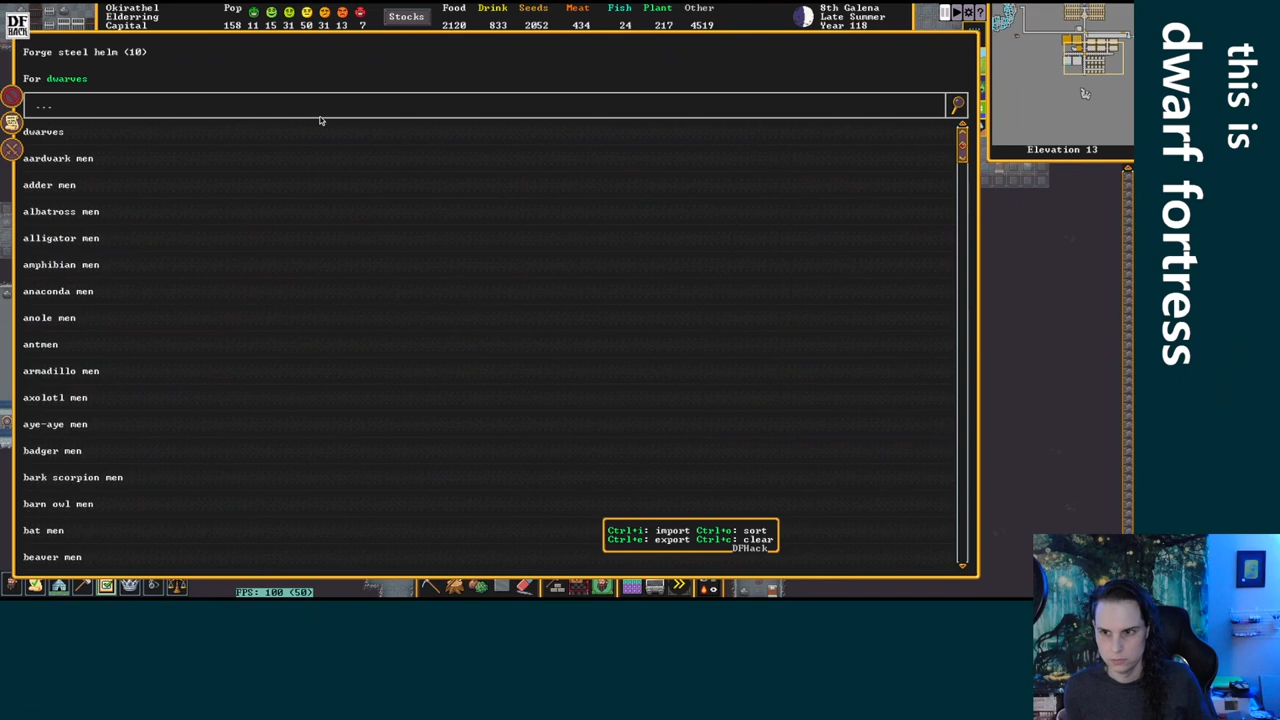 DF
HACK
Okirathel
Elderring
Capital
Pop
158 11 15 31 50 31 13 7
Stocks
Food Drink Seeds Meat Fish Plant Other
2120 833 2052 434 24 217 4519
8th Galena
Late Summer
Year 118
Forge steel helm (10)
For dwarves
...
dwarves
aardvark men
adder men
albatross men
alligator men
amphibian men
anaconda men
anole men
antmen
armadillo men
axolotl men
aye-aye men
badger men
bark scorpion men
barn owl men
bat men
beaver men
Ctrl+i: import Ctrl+o: sort
Ctrl+e: export Ctrl+c: clear
DFHack
FPS: 100 (50)
Elevation 13
this is
dwarf fortress